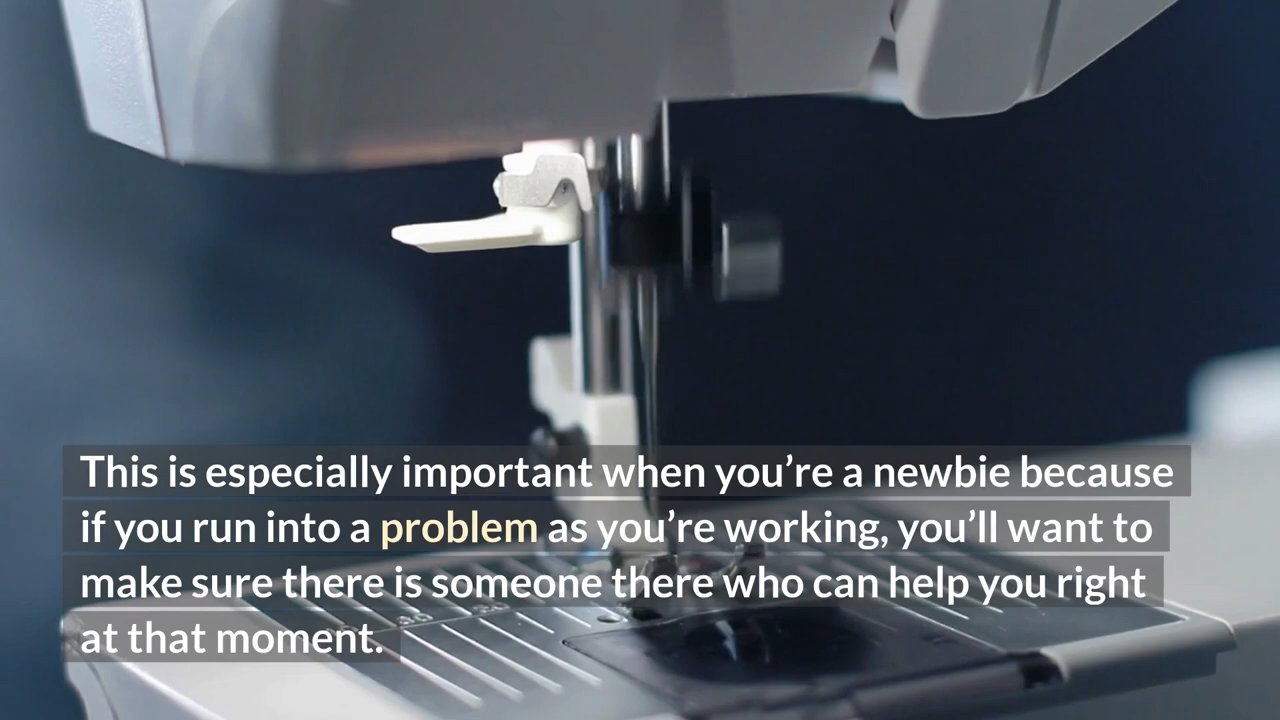 This is especially important when you’re a newbie because
if you run into a problem as you’re working, you’ll want to
make sure there is someone there who can help you right
at that moment.